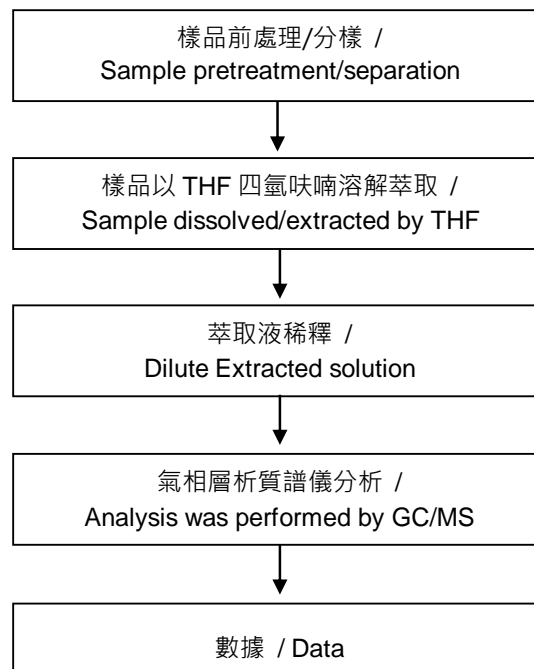 樣品前處理/分樣 /
Sample pretreatment/separation
樣品以 THF 四氫呋喃溶解萃取 /
Sample dissolved/extracted by THF
萃取液稀釋 /
Dilute Extracted solution
氣相層析質譜儀分析 /
Analysis was performed by GC/MS
數據 / Data